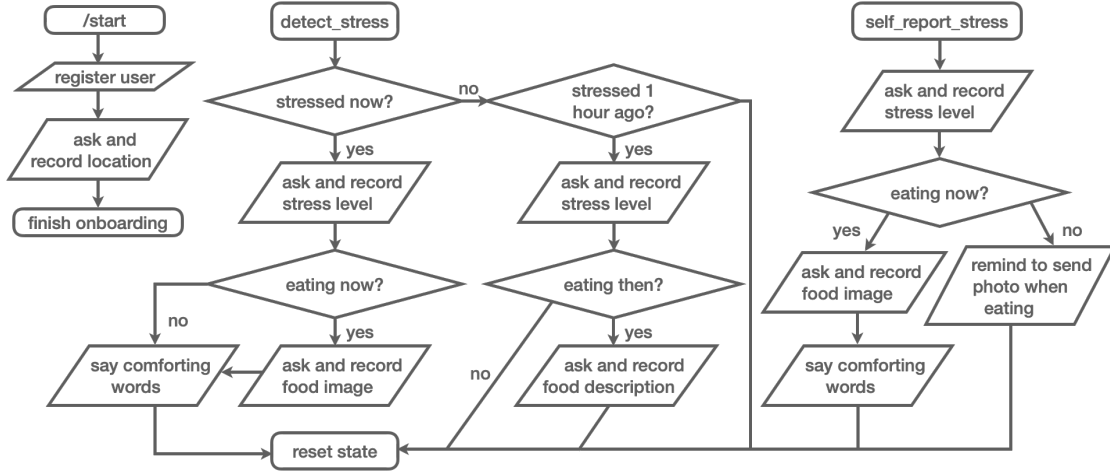 /start
register user
ask and
record location
finish onboarding
detect_stress
stressed now?
no
stressed 1
hour ago?
yes
ask and record
stress level
eating now?
no
yes
say comforting
words
ask and record
food image
yes
ask and record
stress level
eating then?
no
yes
ask and record
food description
reset state
self_report_stress
ask and record
stress level
eating now?
yes
no
ask and record
food image
remind to send
photo when
eating
say comforting
words